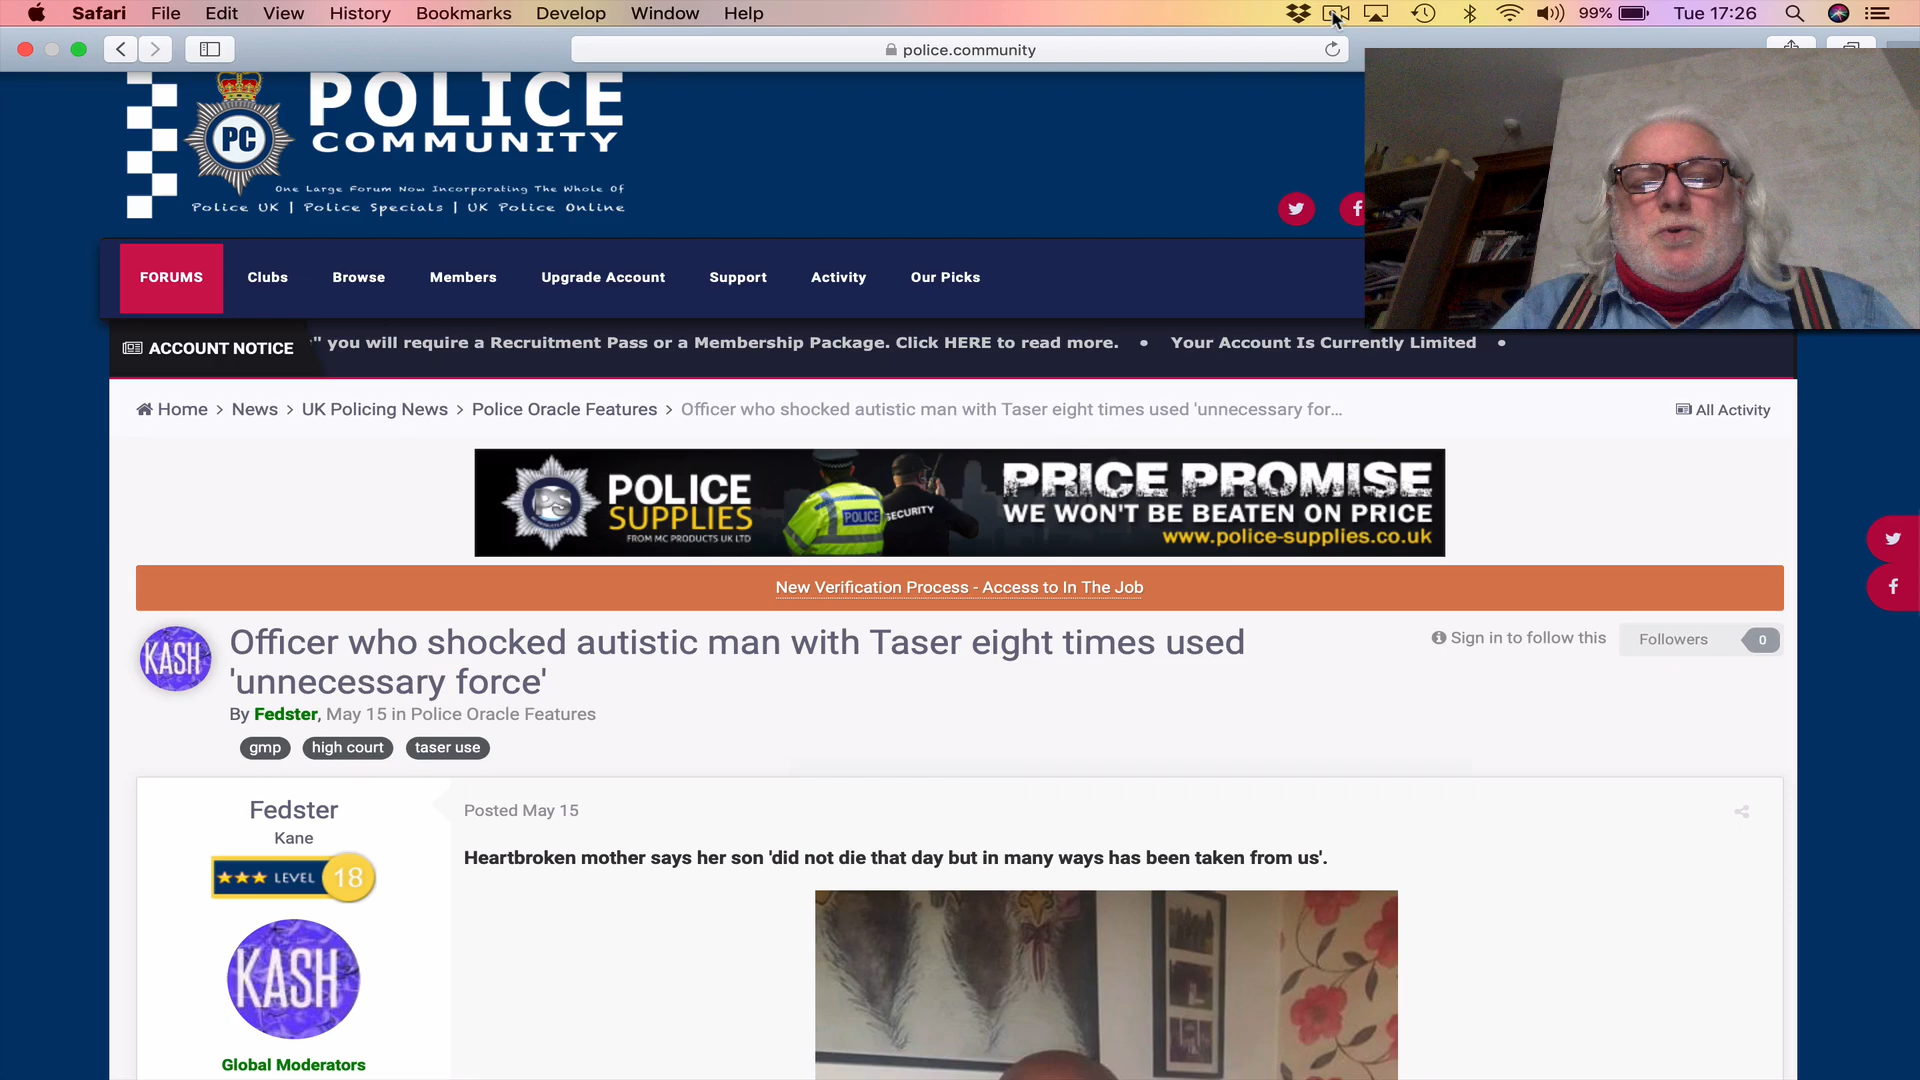 Safari File Edit View History Bookmarks Develop Window Help 99% Tue 17:26
police.community
POLICE
COMMUNITY
PC
One Large Forum Now Incorporating The Whole Of
Police UK | Police Specials | UK Police Online
FORUMS Clubs Browse Members Upgrade Account Support Activity Our Picks
ACCOUNT NOTICE " you will require a Recruitment Pass or a Membership Package. Click HERE to read more. • Your Account Is Currently Limited •
Home > News > UK Policing News > Police Oracle Features > Officer who shocked autistic man with Taser eight times used 'unnecessary for... All Activity
PS POLICE SUPPLIES FROM MC PRODUCTS UK LTD
POLICE SECURITY
PRICE PROMISE
WE WON'T BE BEATEN ON PRICE
www.police-supplies.co.uk
New Verification Process - Access to In The Job
KASH
Officer who shocked autistic man with Taser eight times used
'unnecessary force'
Sign in to follow this Followers 0
By Fedster, May 15 in Police Oracle Features
gmp high court taser use
Fedster
Kane
★★★ LEVEL 18
KASH
Global Moderators
Posted May 15
Heartbroken mother says her son 'did not die that day but in many ways has been taken from us'.